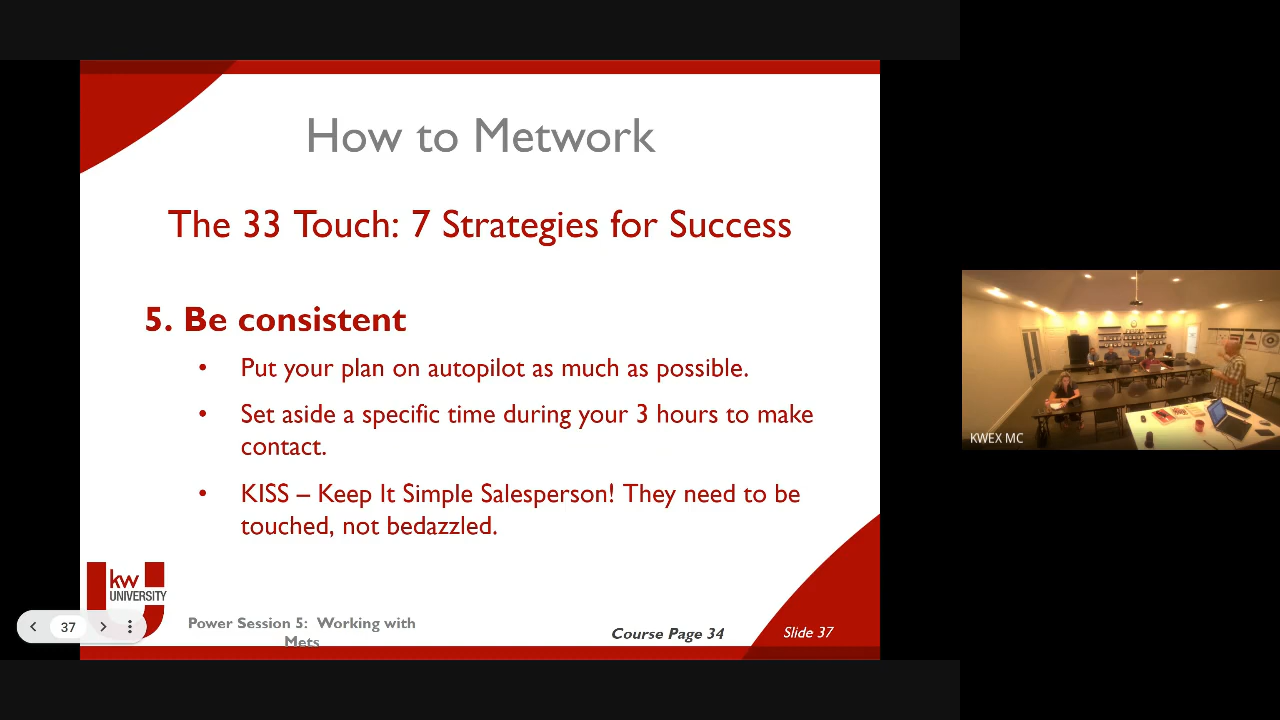 How to Metwork
The 33 Touch: 7 Strategies for Success
5. Be consistent
• Put your plan on autopilot as much as possible.
• Set aside a specific time during your 3 hours to make
contact.
• KISS – Keep It Simple Salesperson! They need to be
touched, not bedazzled.
kw
UNIVERSITY
37
Power Session 5: Working with
Mets
Course Page 34
Slide 37
KWEX MC